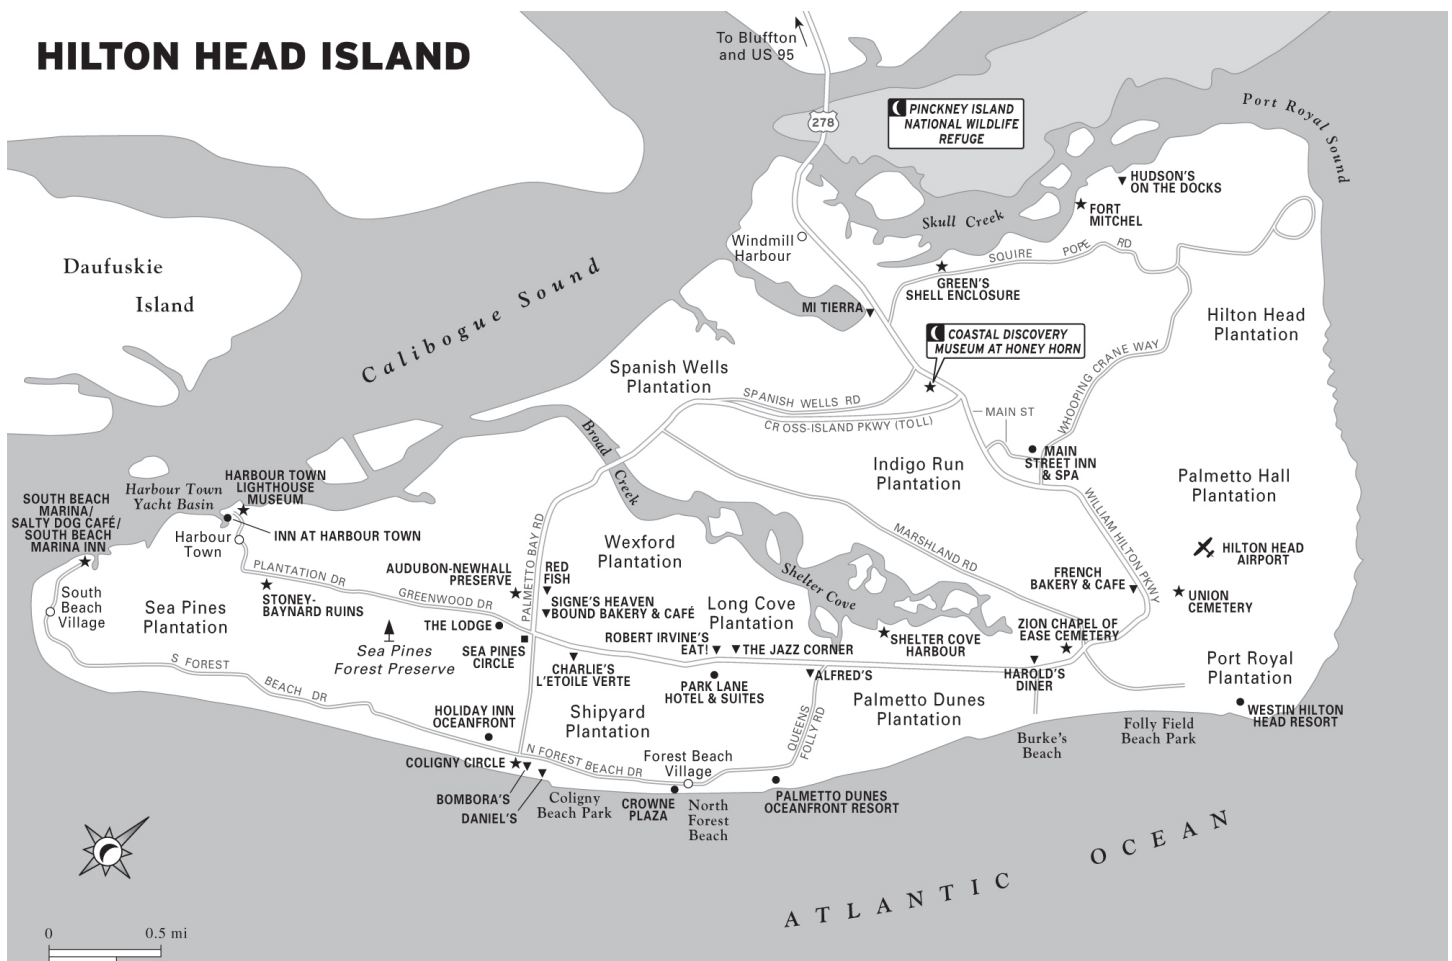 HILTON HEAD ISLAND
To Bluffton
and US 95
278
PINCKNEY ISLAND
NATIONAL WILDLIFE
REFUGE
Port Royal Sound
HUDSON'S
ON THE DOCKS
FORT
MITCHEL
Skull Creek
Windmill
Harbour
SQUIRE POPE RD
GREEN'S
SHELL ENCLOSURE
Daufuskie
Island
Calibogue Sound
MI TIERRA
Hilton Head
Plantation
COASTAL DISCOVERY
MUSEUM AT HONEY HORN
WHOOPING CRANE WAY
Spanish Wells
Plantation
SPANISH WELLS RD
CROSS-ISLAND PKWY (TOLL)
MAIN ST
Broad Creek
MAIN
STREET INN
& SPA
Indigo Run
Plantation
Palmetto Hall
Plantation
HARBOUR TOWN
LIGHTHOUSE
MUSEUM
Harbour Town
Yacht Basin
SOUTH BEACH
MARINA/
SALTY DOG CAFÉ/
SOUTH BEACH
MARINA INN
INN AT HARBOUR TOWN
Harbour
Town
WILLIAM HILTON PKWY
MARSHLAND RD
PALMETTO BAY RD
Wexford
Plantation
HILTON HEAD
AIRPORT
PLANTATION DR
AUDUBON-NEWHALL
PRESERVE
RED
FISH
Shelter Cove
FRENCH
BAKERY & CAFE
UNION
CEMETERY
South
Beach
Village
Sea Pines
Plantation
STONEY-
BAYNARD RUINS
GREENWOOD DR
SIGNE'S HEAVEN
BOUND BAKERY & CAFÉ
Long Cove
Plantation
THE LODGE
ZION CHAPEL OF
EASE CEMETERY
ROBERT IRVINE'S
EAT!
THE JAZZ CORNER
SHELTER COVE
HARBOUR
Sea Pines
Forest Preserve
SEA PINES
CIRCLE
CHARLIE'S
L'ETOILE VERTE
PARK LANE
HOTEL & SUITES
ALFRED'S
HAROLD'S
DINER
Port Royal
Plantation
S FOREST
BEACH DR
HOLIDAY INN
OCEANFRONT
Shipyard
Plantation
QUEENS
FOLLY RD
Palmetto Dunes
Plantation
WESTIN HILTON
HEAD RESORT
Burke's
Beach
Folly Field
Beach Park
COLIGNY CIRCLE
N FOREST BEACH DR
Forest Beach
Village
BOMBORA'S
DANIEL'S
Coligny
Beach Park
CROWNE
PLAZA
North
Forest
Beach
PALMETTO DUNES
OCEANFRONT RESORT
ATLANTIC OCEAN
0 0.5 mi